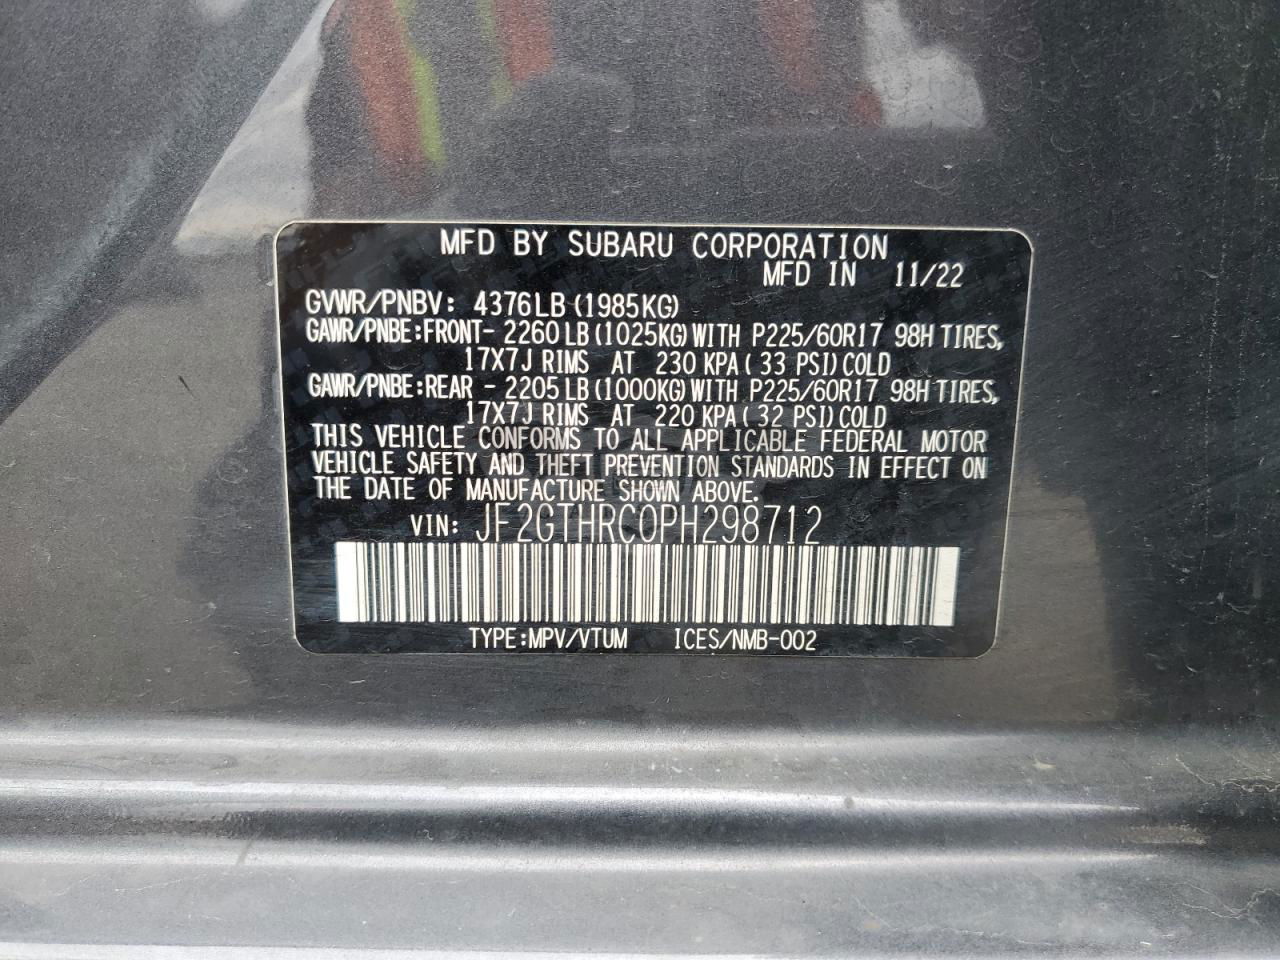 MFD BY SUBARU CORPORATION
MFD IN 11/22
GVWR/PNBV: 4376LB (1985KG)
GAWR/PNBE:FRONT- 2260 LB (1025KG) WITH P225/60R17 98H TIRES,
17X7J RIMS AT 230 KPA ( 33 PSI) COLD
GAWR/PNBE:REAR - 2205 LB (1000KG) WITH P225/60R17 98H TIRES,
17X7J RIMS AT 220 KPA ( 32 PSI) COLD
THIS VEHICLE CONFORMS TO ALL APPLICABLE FEDERAL MOTOR
VEHICLE SAFETY AND THEFT PREVENTION STANDARDS IN EFFECT ON
THE DATE OF MANUFACTURE SHOWN ABOVE.
VIN: JF2GTHRC0PH298712
TYPE:MPV/VTUM ICES/NMB-002